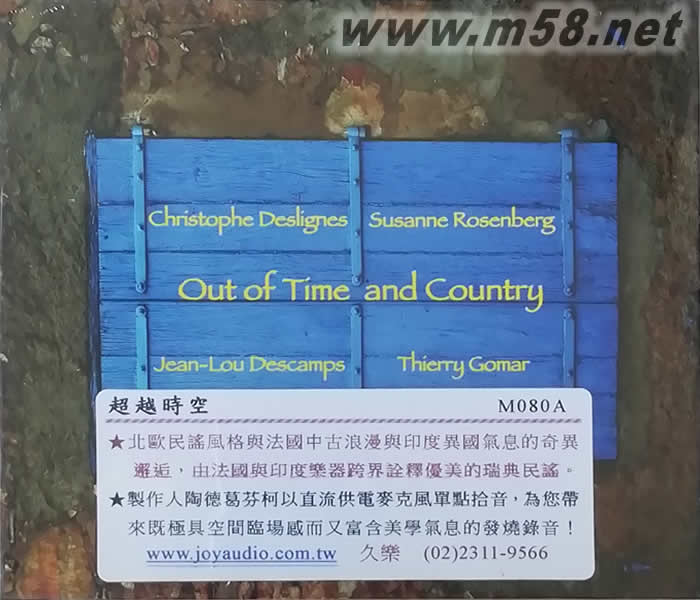 www.m58.net
Christophe Deslignes Susanne Rosenberg
Out of Time and Country
Jean-Lou Descamps Thierry Gomar
超越時空 M080A
★北歐民謠風格與法國中古浪漫與印度異國氣息的奇異
邂逅，由法國與印度樂器跨界詮釋優美的瑞典民謠。
★製作人陶德葛芬柯以直流供電麥克風單點拾音，為您帶
來既極具空間臨場感而又富含美學氣息的發燒錄音！
www.joyaudio.com.tw 久樂 (02)2311-9566